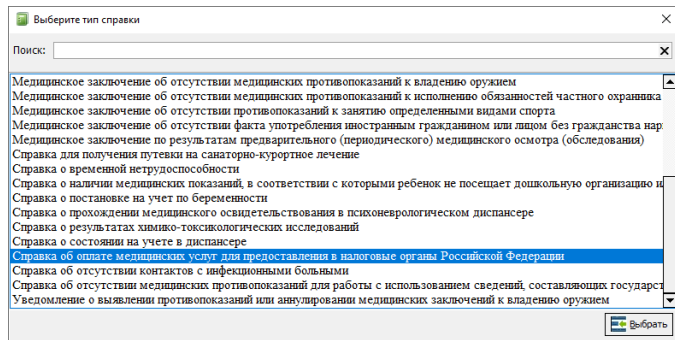 Выберите тип справки
Поиск:
Медицинское заключение об отсутствии медицинских противопоказаний к владению оружием
Медицинское заключение об отсутствии медицинских противопоказаний к исполнению обязанностей частного охранника
Медицинское заключение об отсутствии противопоказаний к занятию определенными видами спорта
Медицинское заключение об отсутствии факта употребления иностранным гражданином или лицом без гражданства нар
Медицинское заключение по результатам предварительного (периодического) медицинского осмотра (обследования)
Справка для получения путевки на санаторно-курортное лечение
Справка о временной нетрудоспособности
Справка о наличии медицинских показаний, в соответствии с которыми ребенок не посещает дошкольную организацию и
Справка о постановке на учет по беременности
Справка о прохождении медицинского освидетельствования в психоневрологическом диспансере
Справка о результатах химико-токсикологических исследований
Справка о состоянии на учете в диспансере
Справка об оплате медицинских услуг для предоставления в налоговые органы Российской Федерации
Справка об отсутствии контактов с инфекционными больными
Справка об отсутствии медицинских противопоказаний для работы с использованием сведений, составляющих государст
Уведомление о выявлении противопоказаний или аннулировании медицинских заключений к владению оружием
Выбрать